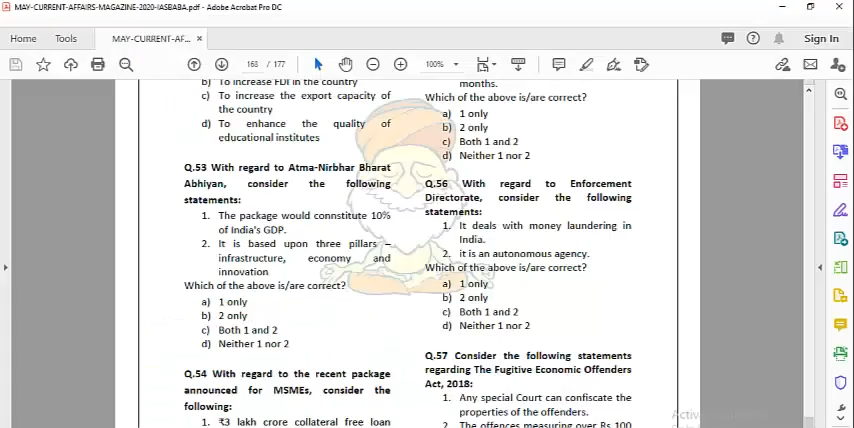 MAY-CURRENT-AFFAIRS-MAGAZINE-2020-IASBABA.pdf - Adobe Acrobat Pro DC
Home Tools MAY-CURRENT-AF... × Sign In
163 / 177 100%
b) To increase FDI in the country
c) To increase the export capacity of
the country
d) To enhance the quality of
educational institutes
Q.53 With regard to Atma-Nirbhar Bharat
Abhiyan, consider the following
statements:
1. The package would connstitute 10%
of India's GDP.
2. It is based upon three pillars –
infrastructure, economy and
innovation
Which of the above is/are correct?
a) 1 only
b) 2 only
c) Both 1 and 2
d) Neither 1 nor 2
Q.54 With regard to the recent package
announced for MSMEs, consider the
following:
1. ₹3 lakh crore collateral free loan
months.
Which of the above is/are correct?
a) 1 only
b) 2 only
c) Both 1 and 2
d) Neither 1 nor 2
Q.56 With regard to Enforcement
Directorate, consider the following
statements:
1. It deals with money laundering in
India.
2. it is an autonomous agency.
Which of the above is/are correct?
a) 1 only
b) 2 only
c) Both 1 and 2
d) Neither 1 nor 2
Q.57 Consider the following statements
regarding The Fugitive Economic Offenders
Act, 2018:
1. Any special Court can confiscate the
properties of the offenders.
2. The offences measuring over Rs 100